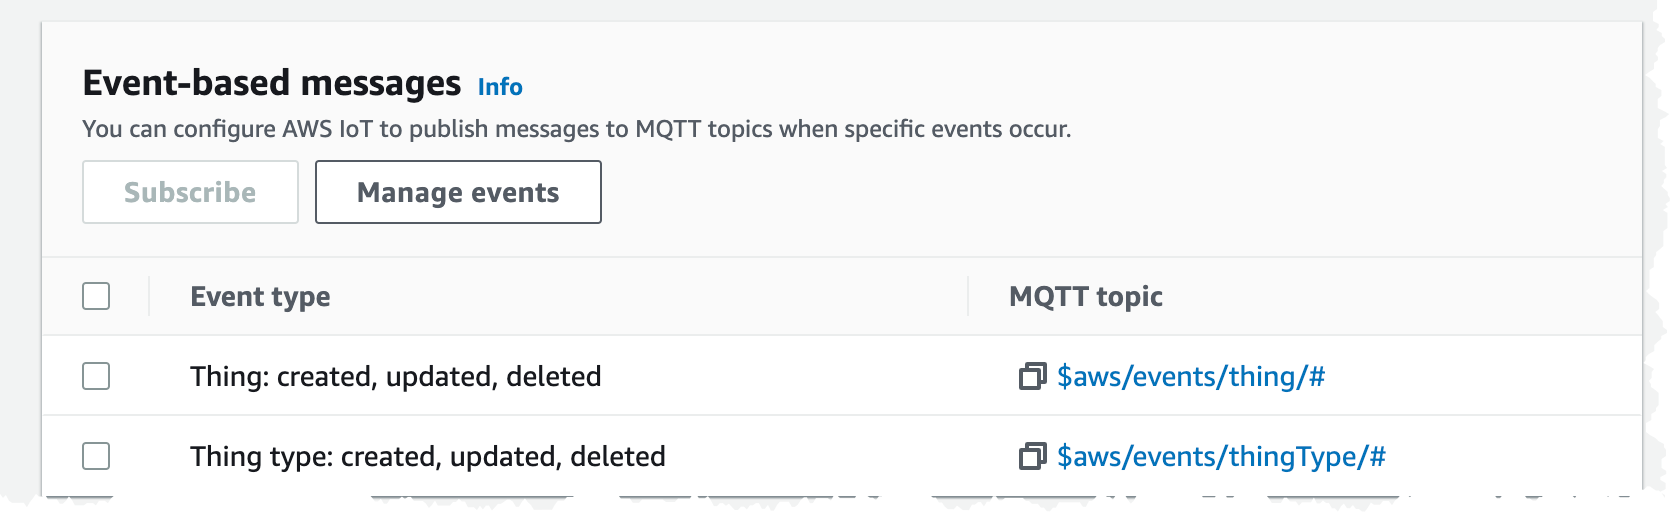 Event-based messages Info
You can configure AWS IoT to publish messages to MQTT topics when specific events occur.
Subscribe Manage events
Event type MQTT topic
Thing: created, updated, deleted $aws/events/thing/#
Thing type: created, updated, deleted $aws/events/thingType/#